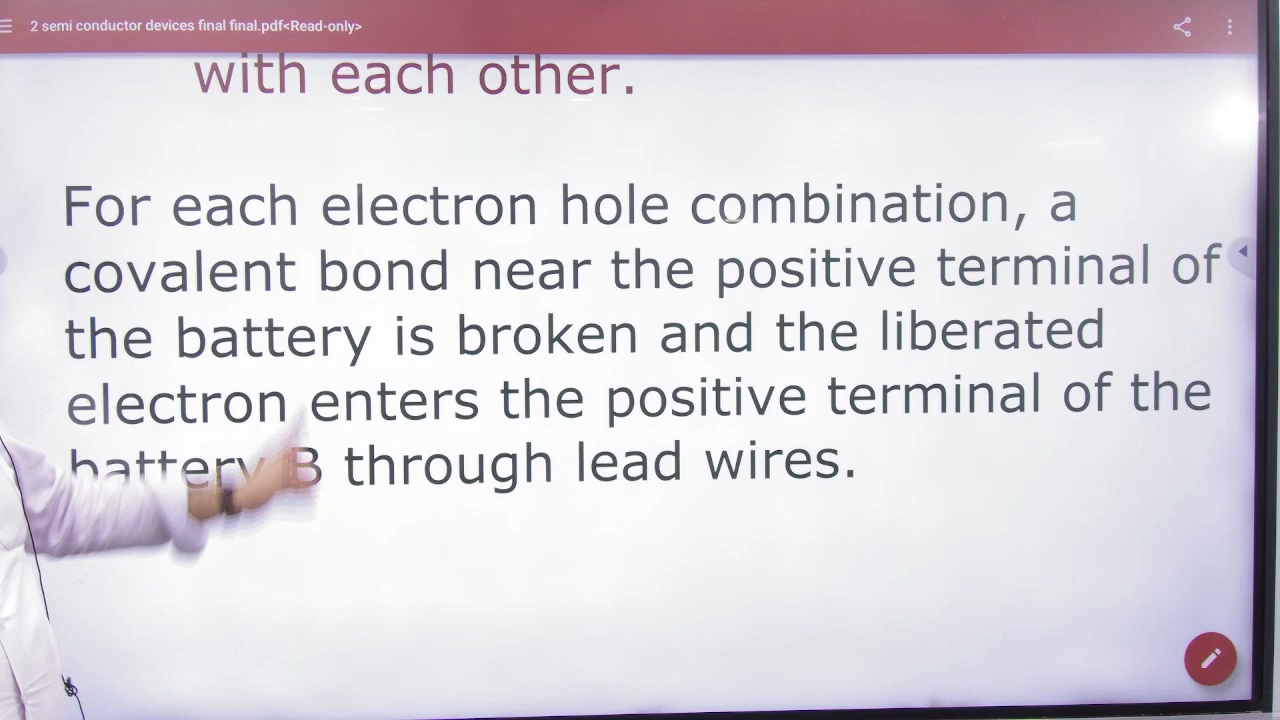 2 semi conductor devices final final.pdf<Read-only>
with each other.
For each electron hole combination, a
covalent bond near the positive terminal of
the battery is broken and the liberated
electron enters the positive terminal of the
battery B through lead wires.